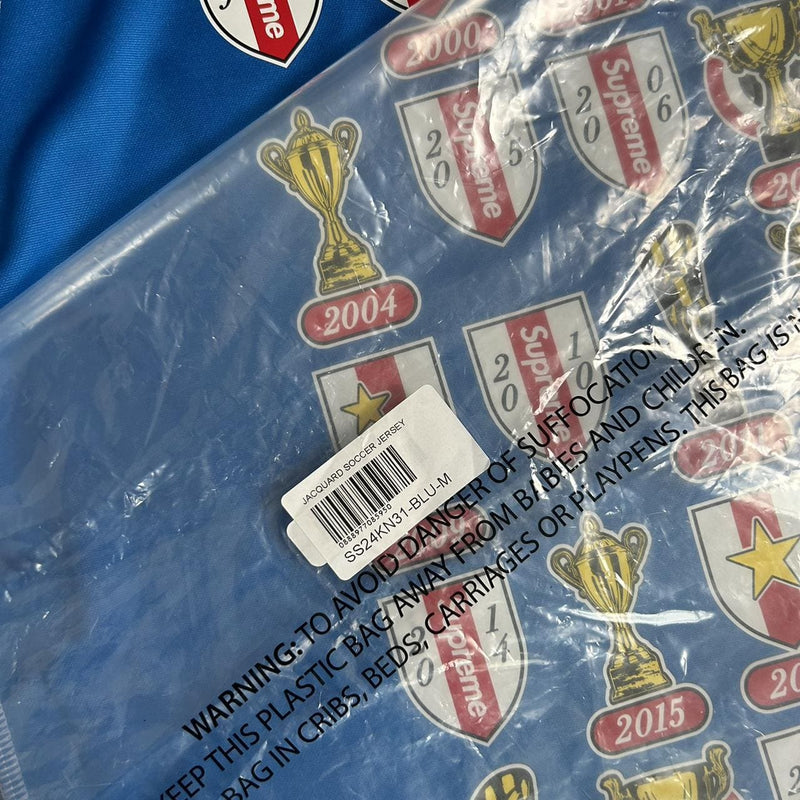 2000
20 Supreme 05
20 Supreme 06
2004
20 Supreme 10
JACQUARD SOCCER JERSEY
0888977085950
SS24KN31-BLU-M
20 Supreme 14
2015
WARNING: TO AVOID DANGER OF SUFFOCATION
KEEP THIS PLASTIC BAG AWAY FROM BABIES AND CHILDREN.
BAG IN CRIBS, BEDS, CARRIAGES OR PLAYPENS. THIS BAG IS